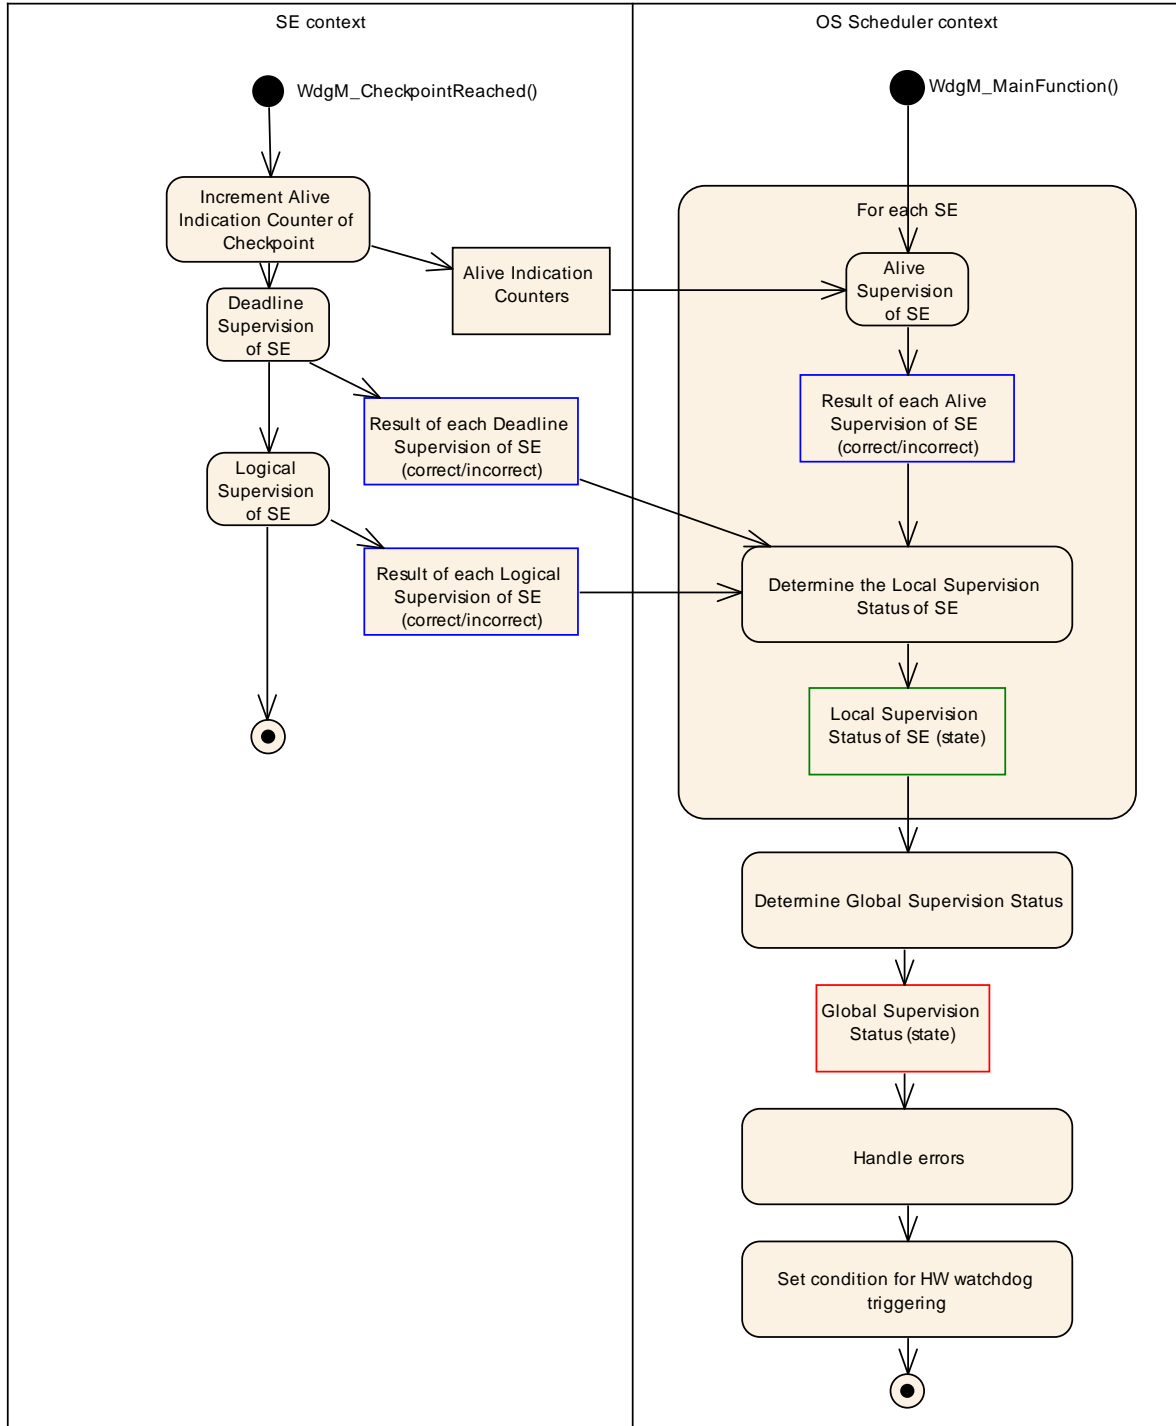 SE context
OS Scheduler context
WdgM_CheckpointReached()
WdgM_MainFunction()
Increment Alive
Indication Counter of
Checkpoint
For each SE
Alive Indication
Counters
Alive
Supervision
of SE
Deadline
Supervision
of SE
Result of each Deadline
Supervision of SE
(correct/incorrect)
Result of each Alive
Supervision of SE
(correct/incorrect)
Logical
Supervision
of SE
Result of each Logical
Supervision of SE
(correct/incorrect)
Determine the Local Supervision
Status of SE
Local Supervision
Status of SE (state)
Determine Global Supervision Status
Global Supervision
Status (state)
Handle errors
Set condition for HW watchdog
triggering